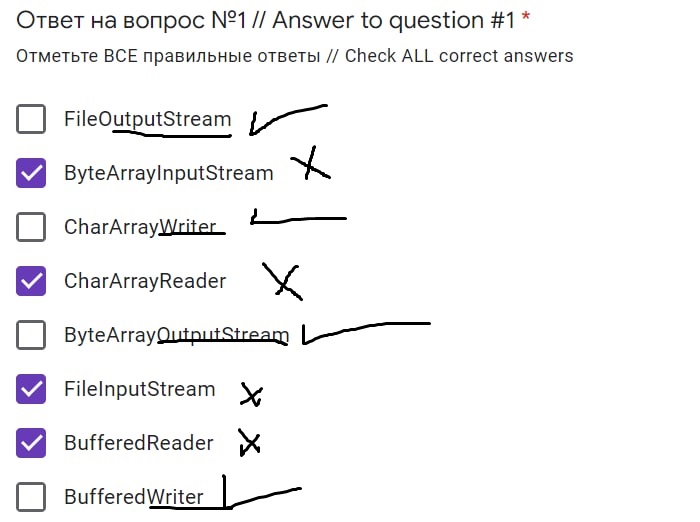 Ответ на вопрос №1 // Answer to question #1 *
Отметьте ВСЕ правильные ответы // Check ALL correct answers
FileOutputStream
ByteArrayInputStream
CharArrayWriter
CharArrayReader
ByteArrayOutputStream
FileInputStream
BufferedReader
BufferedWriter